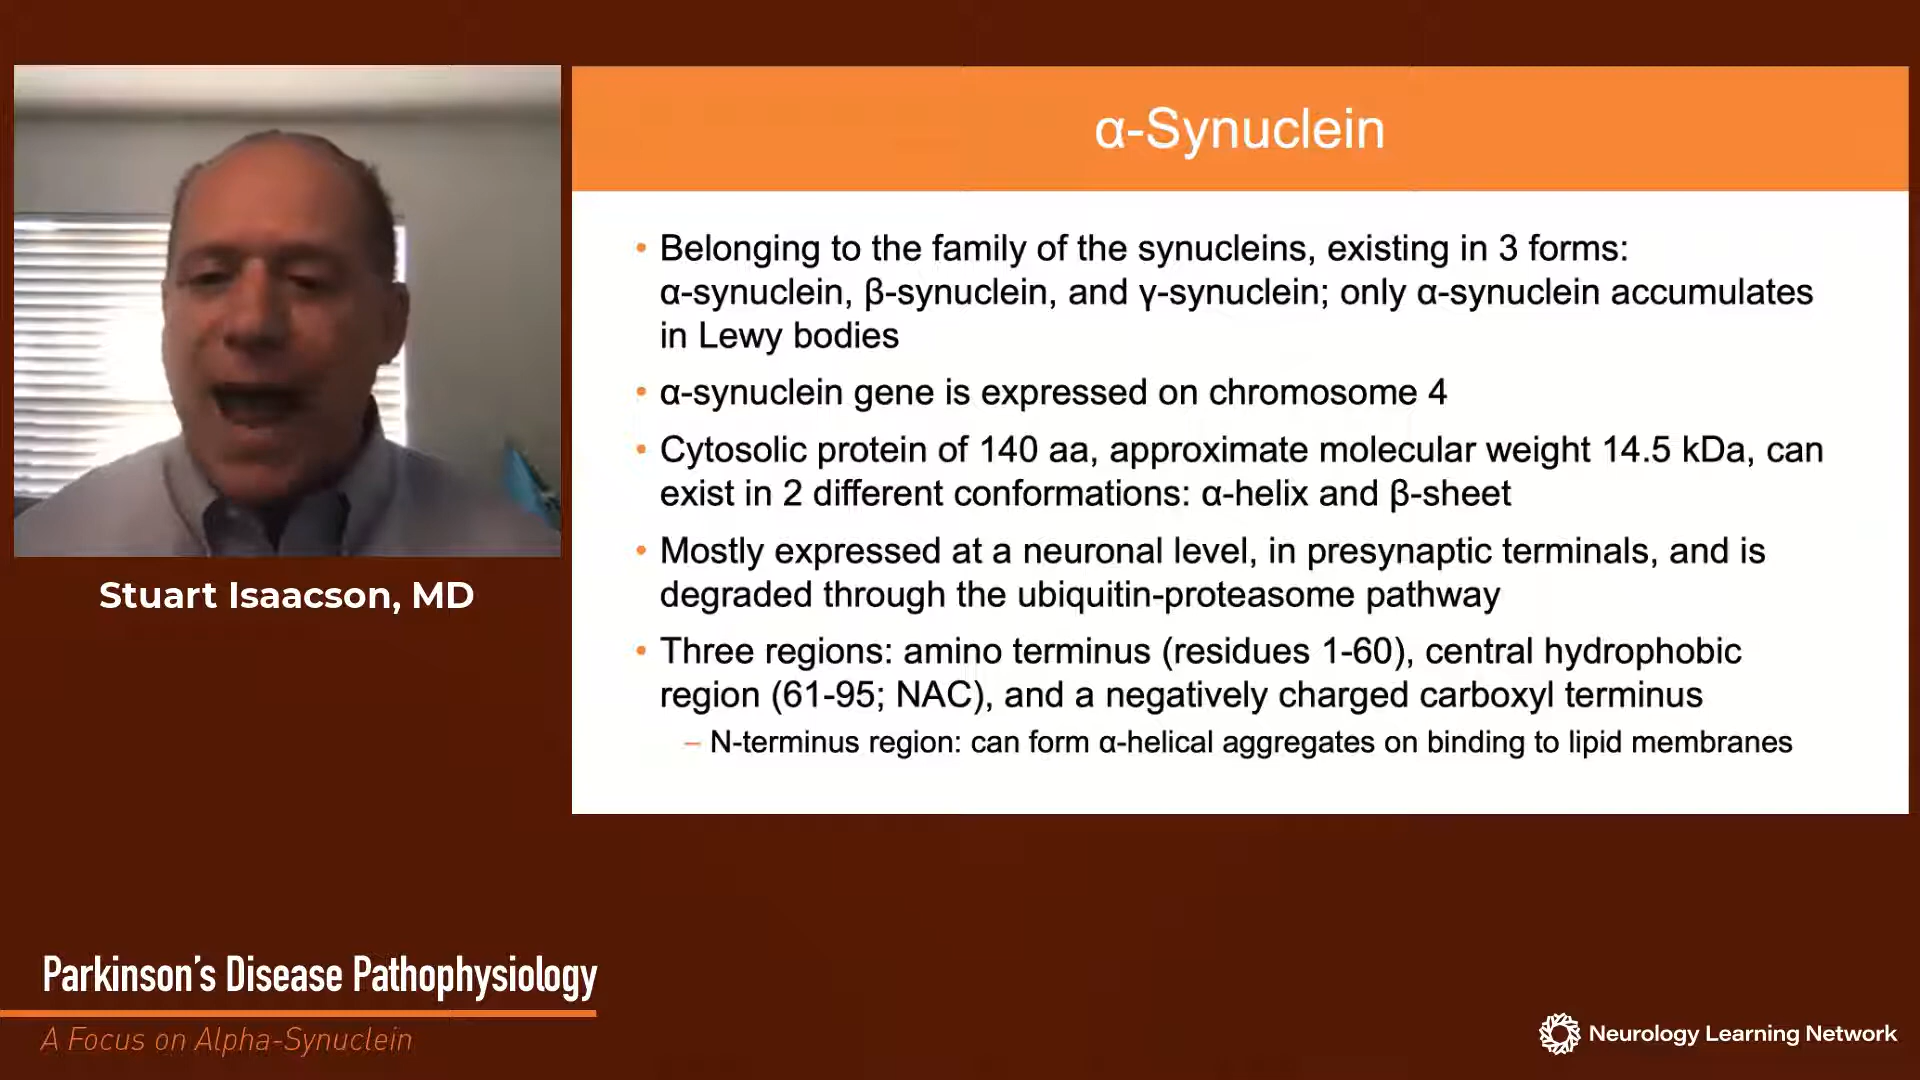 α-Synuclein
• Belonging to the family of the synucleins, existing in 3 forms:
α-synuclein, β-synuclein, and γ-synuclein; only α-synuclein accumulates
in Lewy bodies
• α-synuclein gene is expressed on chromosome 4
• Cytosolic protein of 140 aa, approximate molecular weight 14.5 kDa, can
exist in 2 different conformations: α-helix and β-sheet
• Mostly expressed at a neuronal level, in presynaptic terminals, and is
degraded through the ubiquitin-proteasome pathway
• Three regions: amino terminus (residues 1-60), central hydrophobic
region (61-95; NAC), and a negatively charged carboxyl terminus
– N-terminus region: can form α-helical aggregates on binding to lipid membranes
Stuart Isaacson, MD
Parkinson's Disease Pathophysiology
A Focus on Alpha-Synuclein
Neurology Learning Network